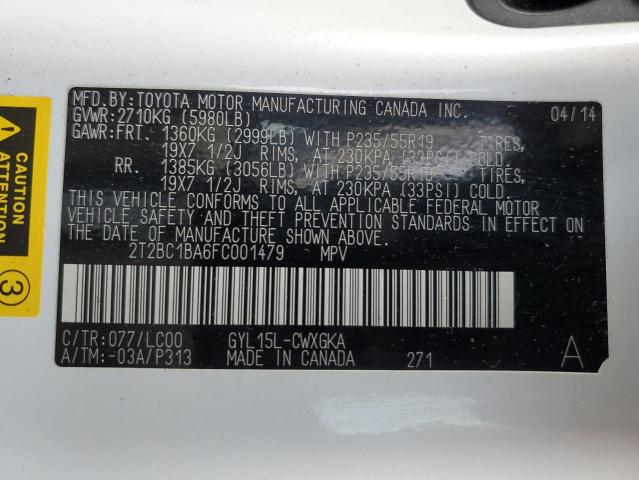 MFD. BY: TOYOTA MOTOR MANUFACTURING CANADA INC. 04/14
GVWR: 2710KG (5980LB)
GAWR: FRT. 1360KG (2999LB) WITH P235/55R19 TIRES,
19X7 1/2J RIMS, AT 230KPA (33PSI) COLD.
RR. 1385KG (3056LB) WITH P235/55R19 TIRES,
19X7 1/2J RIMS, AT 230KPA (33PSI) COLD.
THIS VEHICLE CONFORMS TO ALL APPLICABLE FEDERAL MOTOR
VEHICLE SAFETY AND THEFT PREVENTION STANDARDS IN EFFECT ON
THE DATE OF MANUFACTURE SHOWN ABOVE.
2T2BC1BA6FC001479 MPV
C/TR: 077/LC00 GYL15L-CWXGKA
A/TM: -03A/P313 MADE IN CANADA 271 A
3